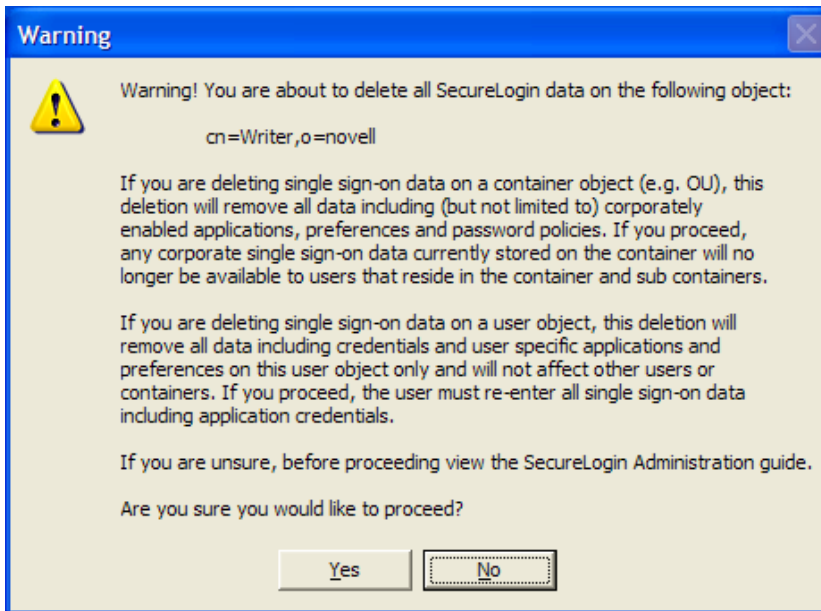 Warning
Warning! You are about to delete all SecureLogin data on the following object:
cn=Writer,o=novell
If you are deleting single sign-on data on a container object (e.g. OU), this
deletion will remove all data including (but not limited to) corporately
enabled applications, preferences and password policies. If you proceed,
any corporate single sign-on data currently stored on the container will no
longer be available to users that reside in the container and sub containers.
If you are deleting single sign-on data on a user object, this deletion will
remove all data including credentials and user specific applications and
preferences on this user object only and will not affect other users or
containers. If you proceed, the user must re-enter all single sign-on data
including application credentials.
If you are unsure, before proceeding view the SecureLogin Administration guide.
Are you sure you would like to proceed?
Yes No